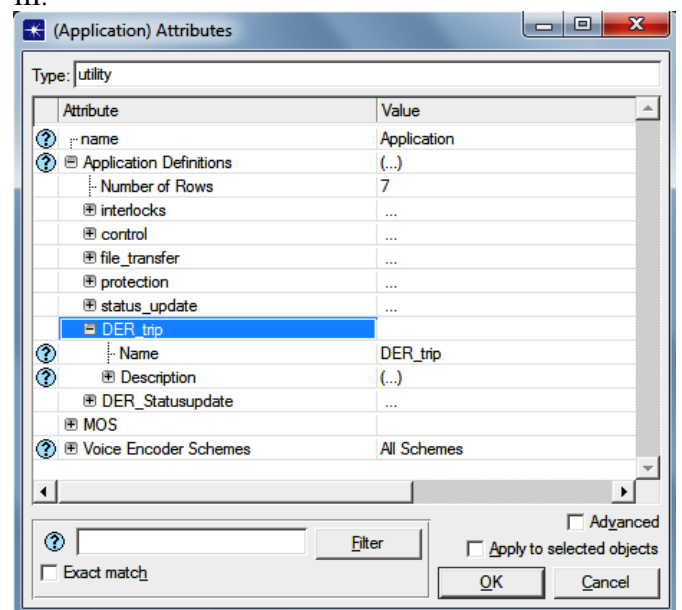 m.
(Application) Attributes
Type: utility
Attribute Value
name Application
Application Definitions (...)
Number of Rows 7
interlocks ...
control ...
file_transfer ...
protection ...
status_update ...
DER_trip
Name DER_trip
Description (...)
DER_Statusupdate ...
MOS
Voice Encoder Schemes All Schemes
Advanced
Filter
Apply to selected objects
Exact match
OK Cancel